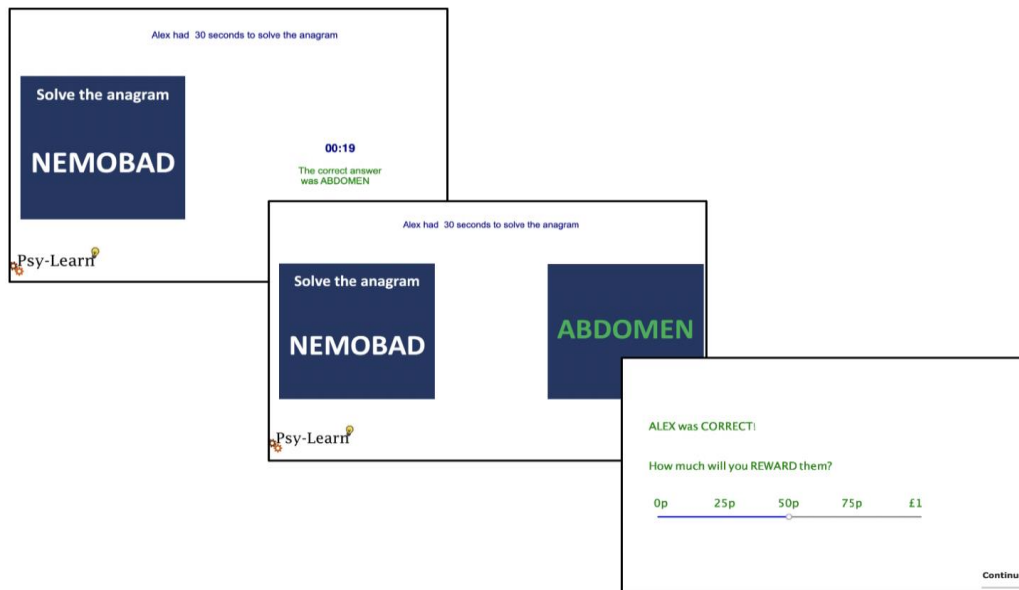 Alex had 30 seconds to solve the anagram
Solve the anagram
NEMOBAD
00:19
The correct answer
was ABDOMEN
Psy-Learn
Alex had 30 seconds to solve the anagram
Solve the anagram
NEMOBAD
ABDOMEN
Psy-Learn
ALEX was CORRECT!
How much will you REWARD them?
0p 25p 50p 75p £1
Continu